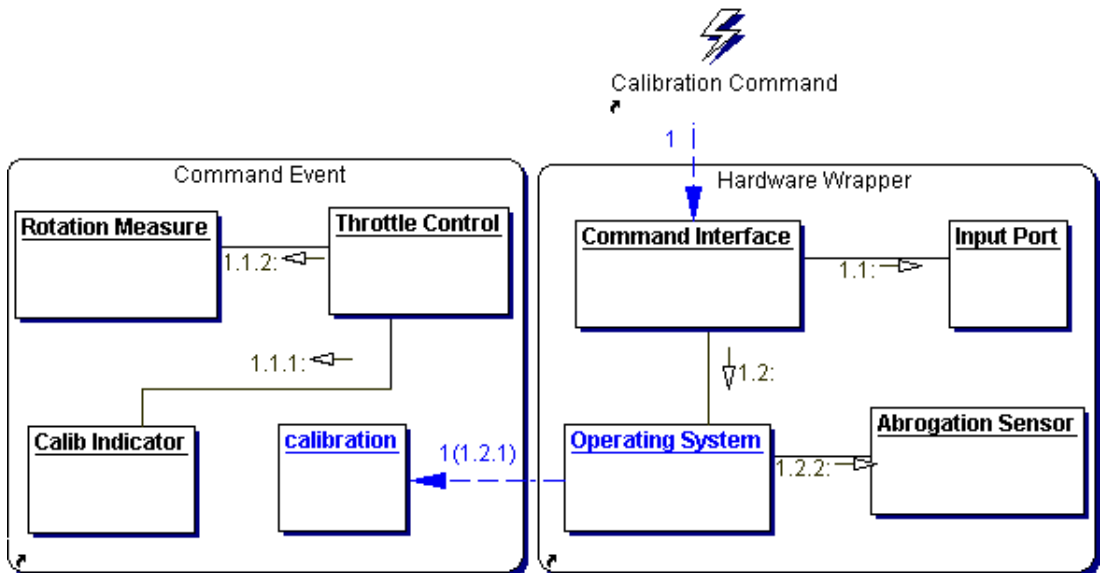 Calibration Command
1
Command Event
Hardware Wrapper
Rotation Measure
Throttle Control
1.1.2:
Command Interface
Input Port
1.1:
1.1.1:
1.2:
Calib Indicator
calibration
1(1.2.1)
Operating System
Abrogation Sensor
1.2.2: